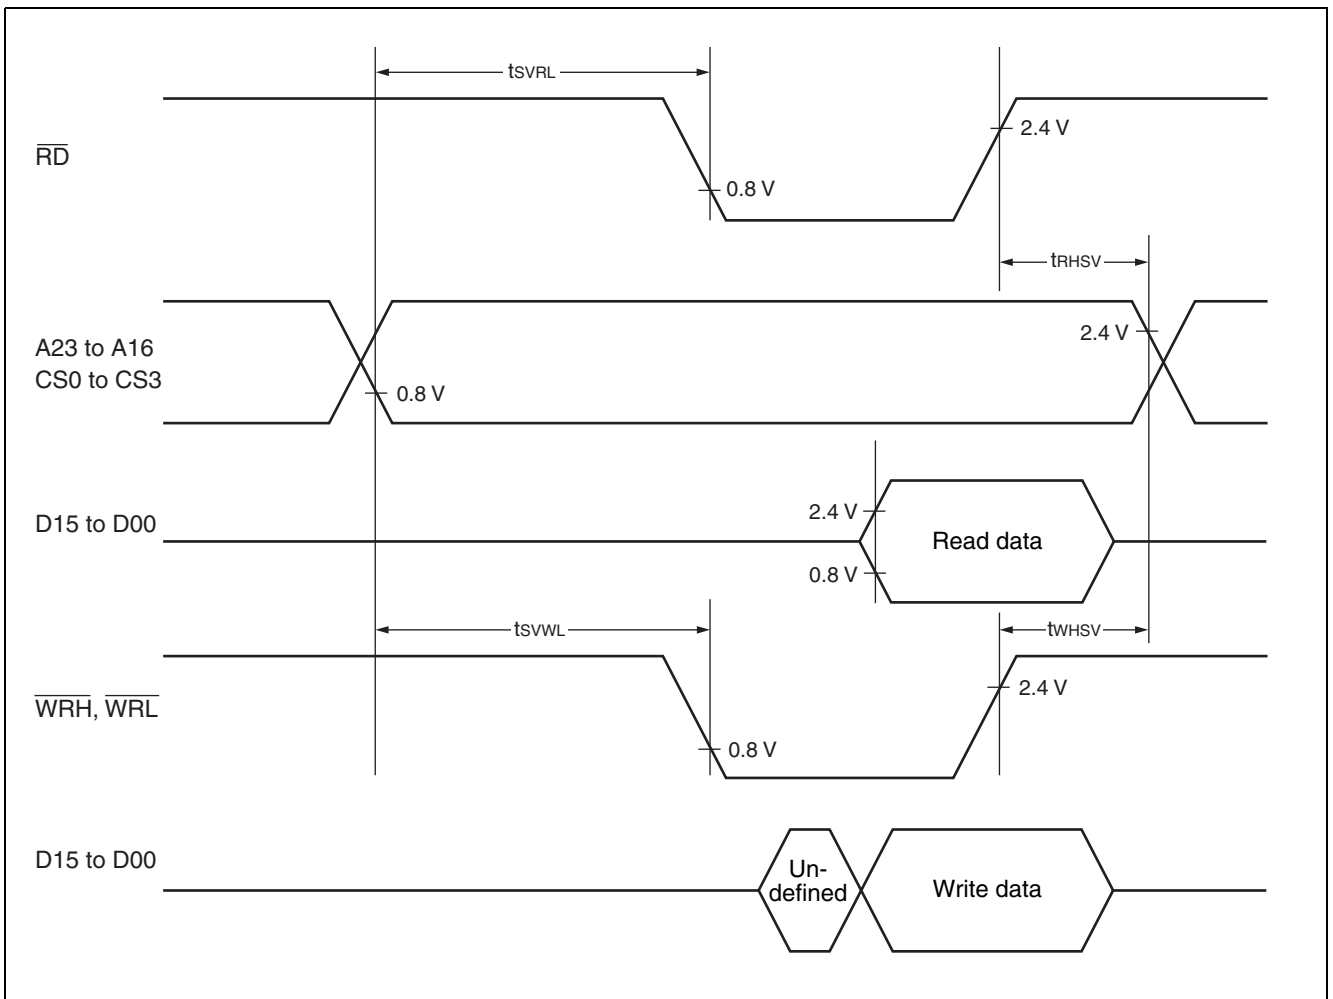 tSVRL
2.4 V
RD
0.8 V
tRHSV
2.4 V
A23 to A16
CS0 to CS3
0.8 V
2.4 V
D15 to D00
Read data
0.8 V
tSVWL
tWHSV
2.4 V
WRH, WRL
0.8 V
D15 to D00
Un-
defined
Write data